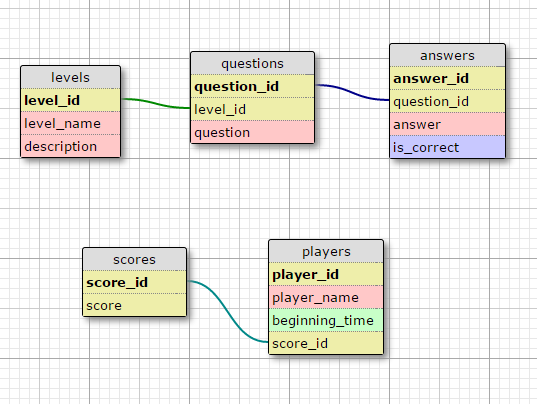 levels
level_id
level_name
description
questions
question_id
level_id
question
answers
answer_id
question_id
answer
is_correct
scores
score_id
score
players
player_id
player_name
beginning_time
score_id